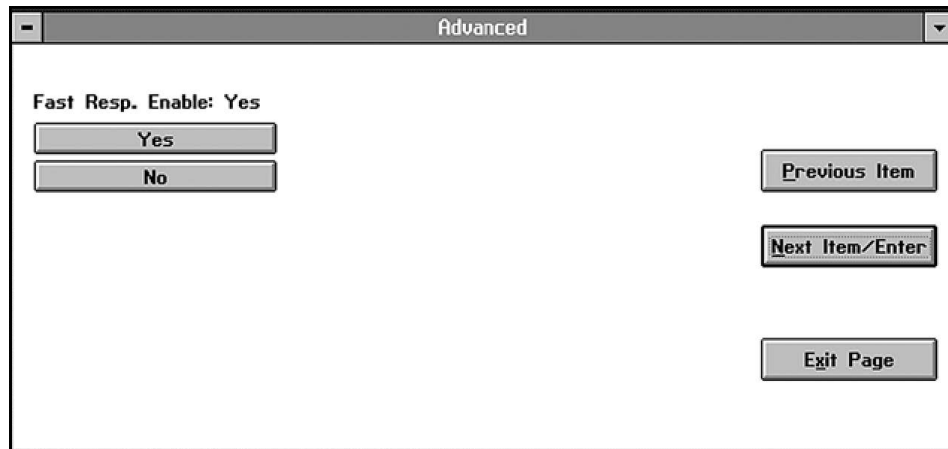 Advanced
Fast Resp. Enable: Yes
Yes
No
Previous Item
Next Item/Enter
Exit Page